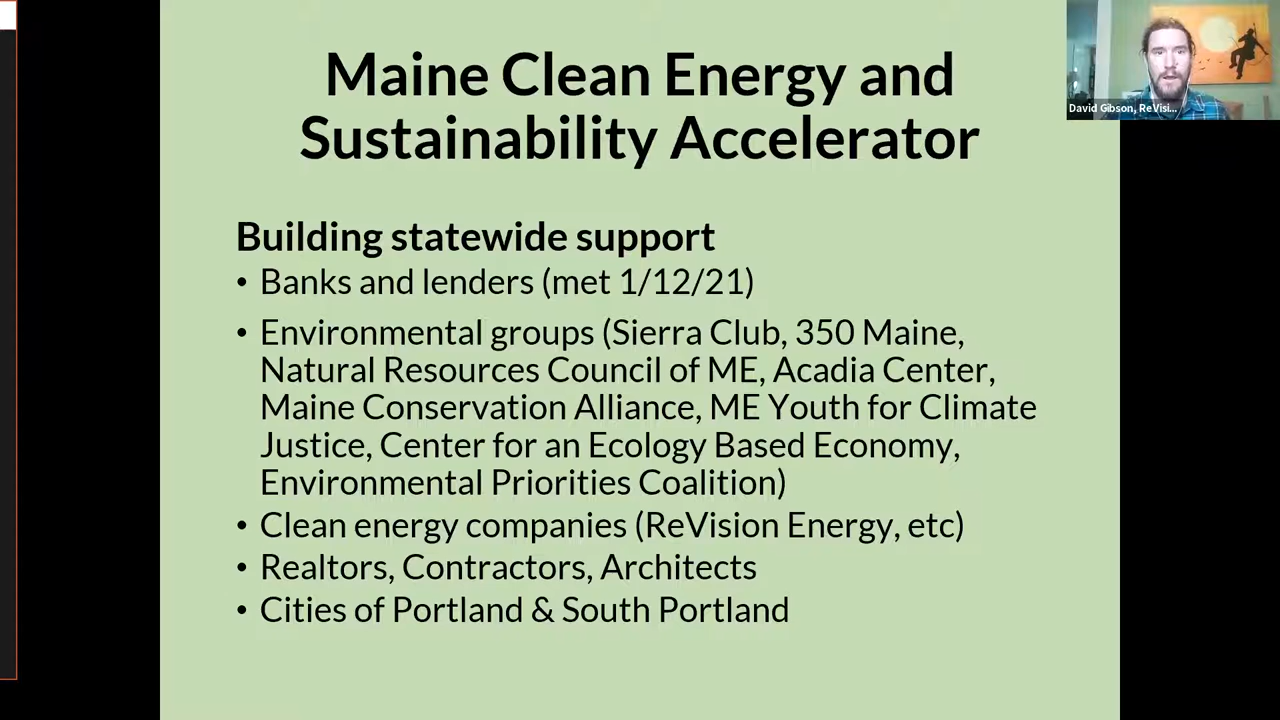 Maine Clean Energy and
Sustainability Accelerator
David Gibson, ReVisi...
Building statewide support
• Banks and lenders (met 1/12/21)
• Environmental groups (Sierra Club, 350 Maine,
Natural Resources Council of ME, Acadia Center,
Maine Conservation Alliance, ME Youth for Climate
Justice, Center for an Ecology Based Economy,
Environmental Priorities Coalition)
• Clean energy companies (ReVision Energy, etc)
• Realtors, Contractors, Architects
• Cities of Portland & South Portland